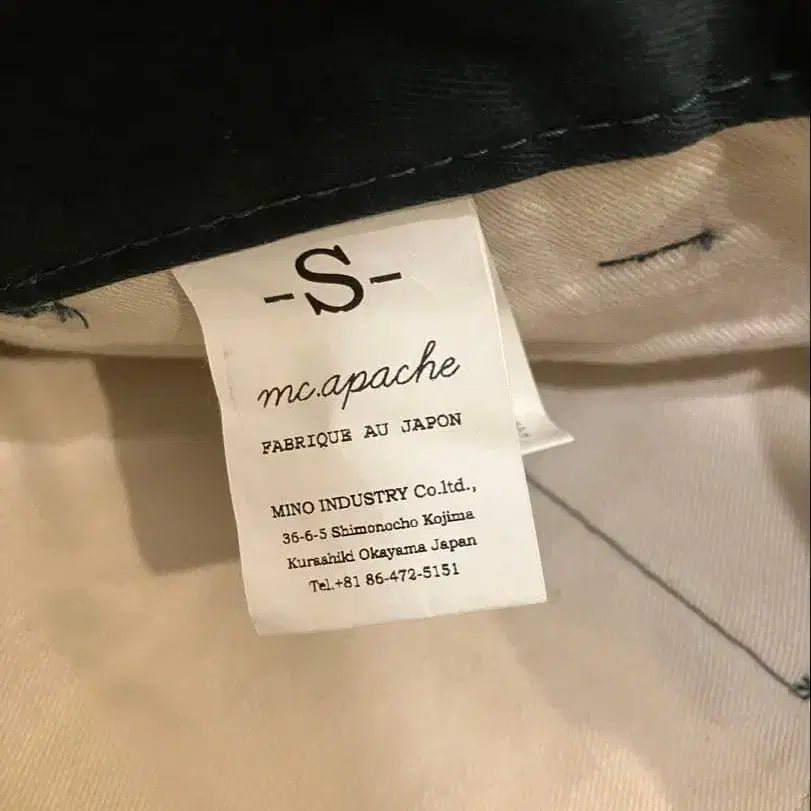 -S-
mc.apache
FABRIQUE AU JAPON
MINO INDUSTRY Co.ltd.,
36-6-5 Shimonocho Kojima
Kurashiki Okayama Japan
Tel.+81 86-472-5151